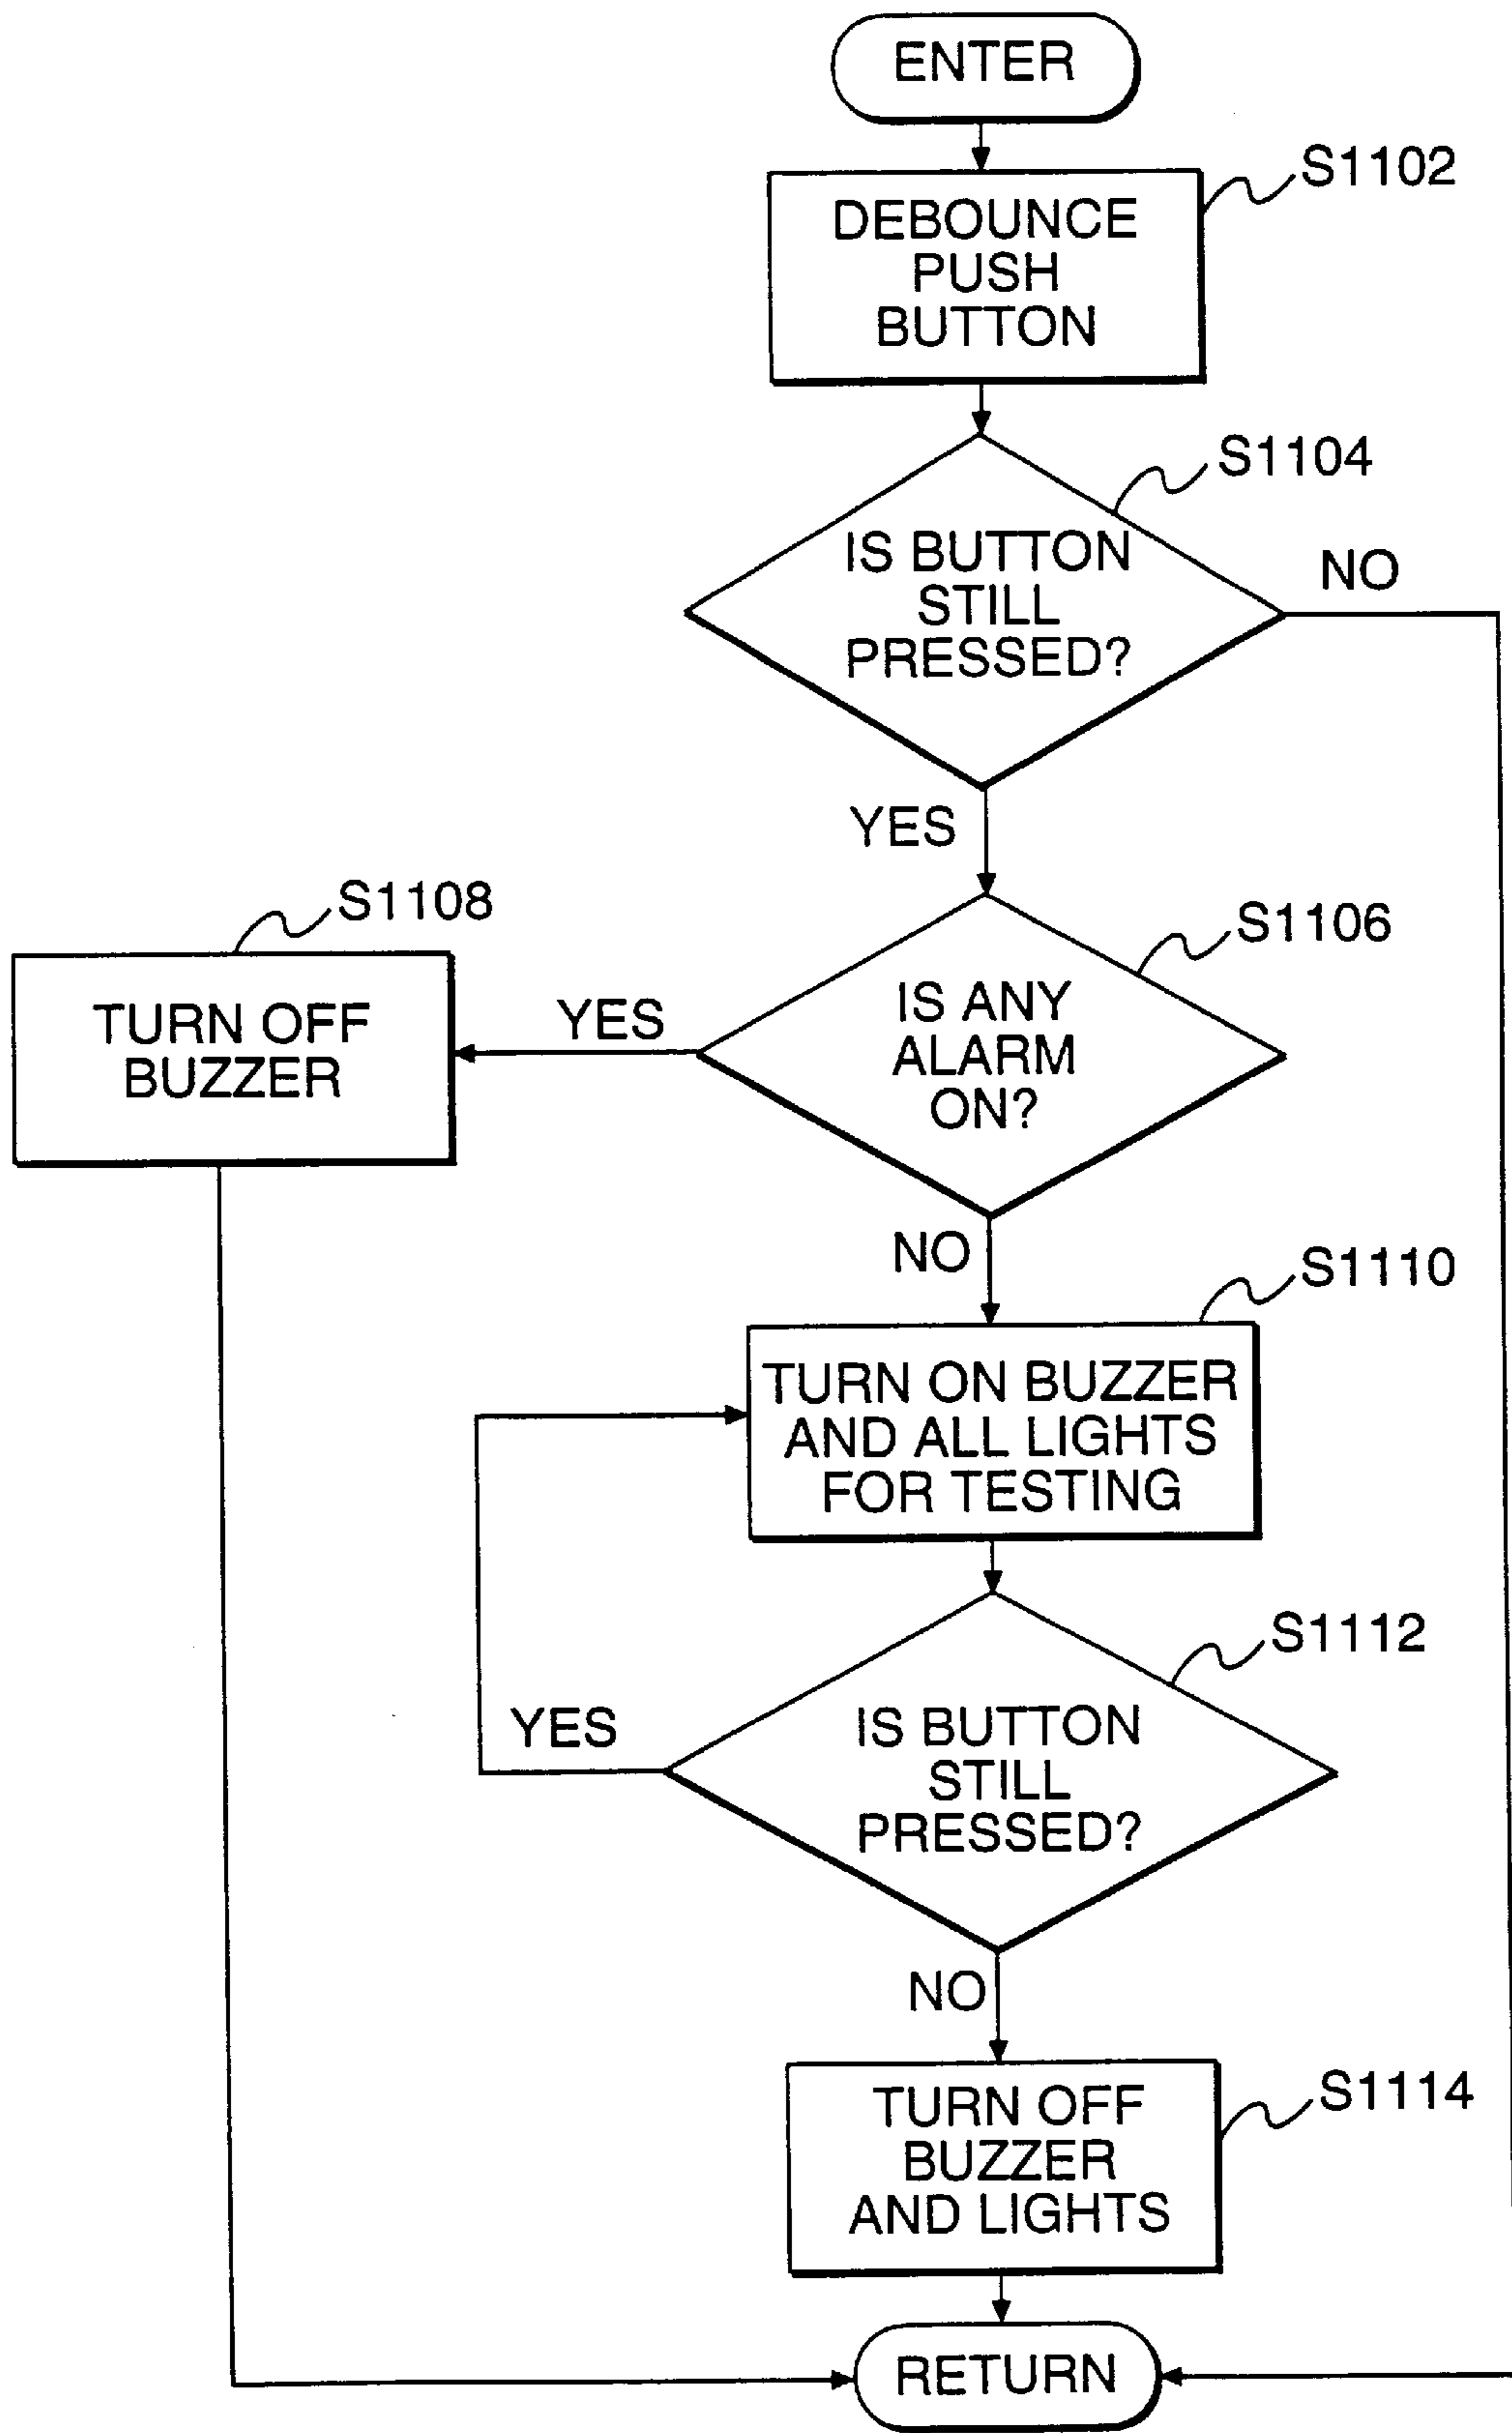 ENTER
S1102
DEBOUNCE
PUSH
BUTTON
S1104
IS BUTTON
STILL
PRESSED?
NO
YES
S1108
S1106
TURN OFF
BUZZER
YES
IS ANY
ALARM
ON?
NO
S1110
TURN ON BUZZER
AND ALL LIGHTS
FOR TESTING
S1112
YES
IS BUTTON
STILL
PRESSED?
NO
S1114
TURN OFF
BUZZER
AND LIGHTS
RETURN